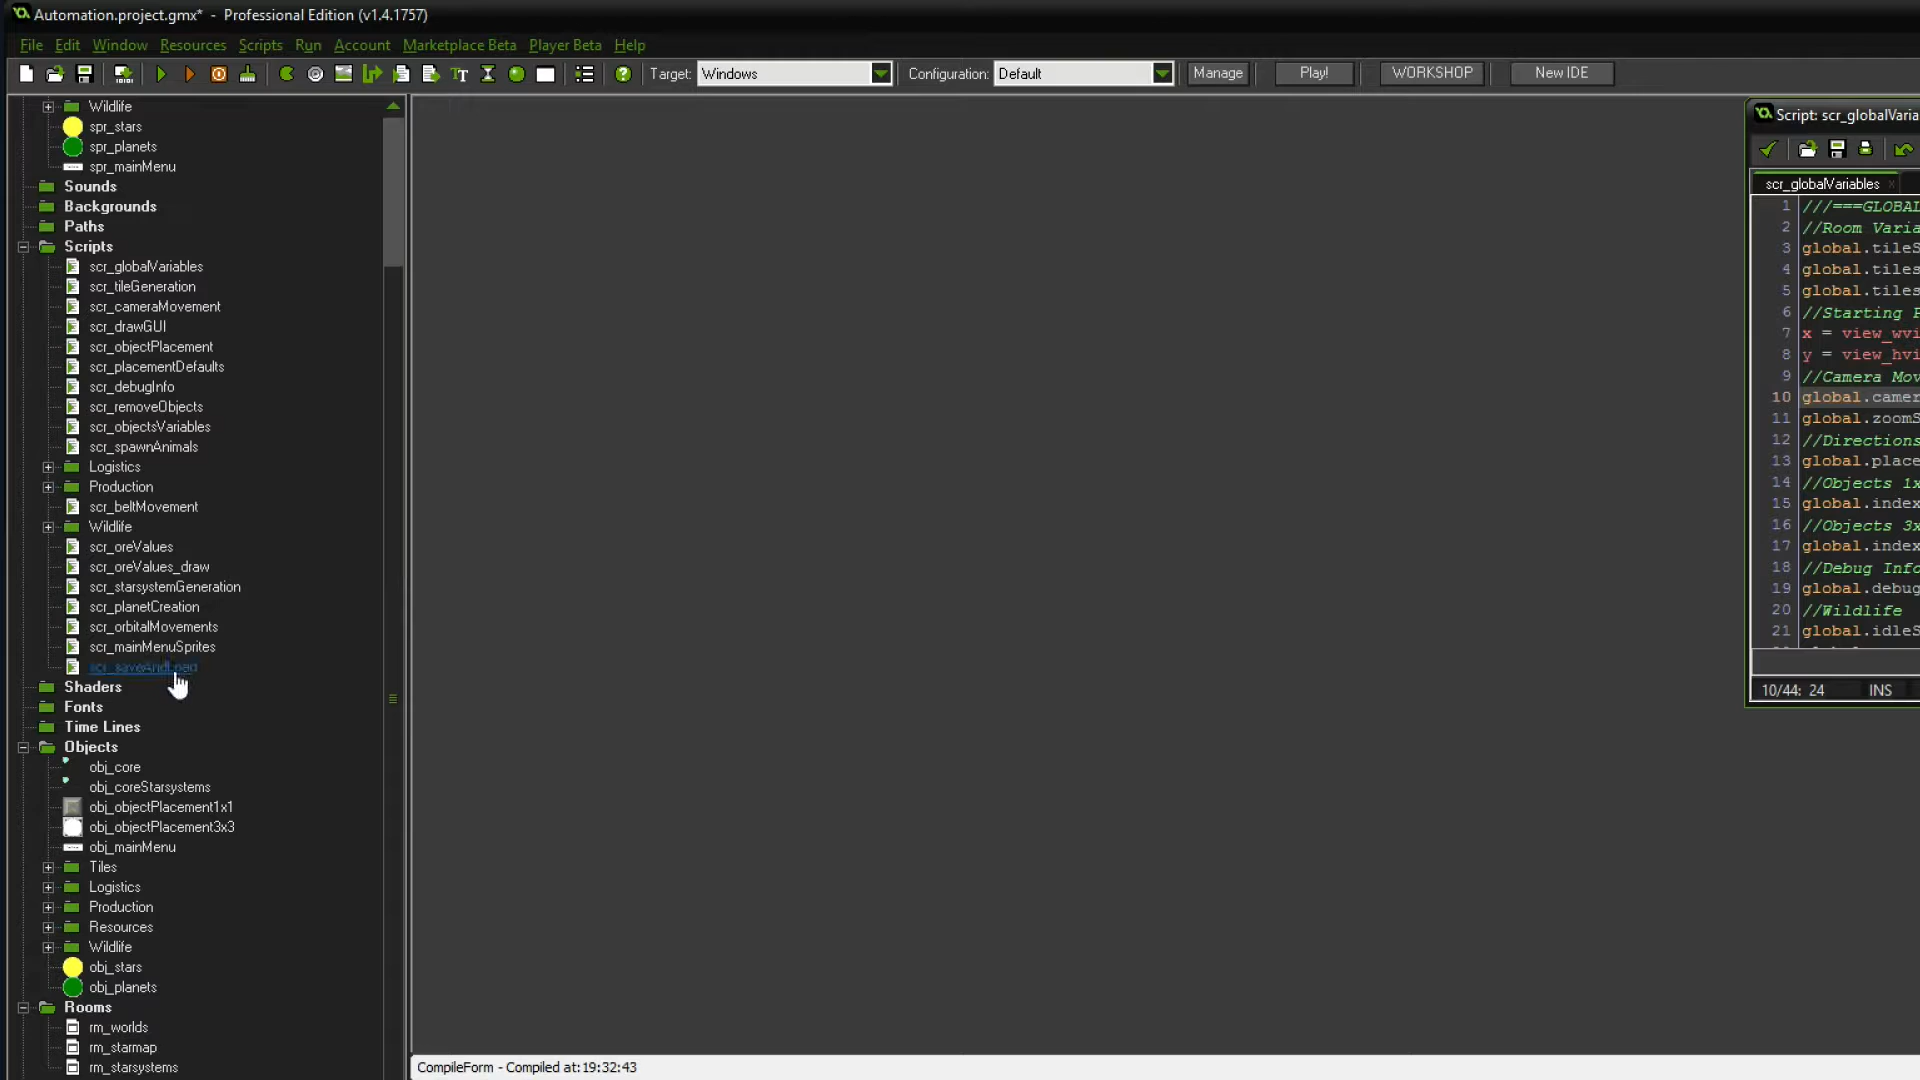 Automation.project.gmx* - Professional Edition (v1.4.1757)
File Edit Window Resources Scripts Run Account Marketplace Beta Player Beta Help
Target: Windows Configuration: Default Manage Play! WORKSHOP New IDE
Wildlife
spr_stars
spr_planets
spr_mainMenu
Sounds
Backgrounds
Paths
Scripts
scr_globalVariables
scr_tileGeneration
scr_cameraMovement
scr_drawGUI
scr_objectPlacement
scr_placementDefaults
scr_debugInfo
scr_removeObjects
scr_objectsVariables
scr_spawnAnimals
Logistics
Production
scr_beltMovement
Wildlife
scr_oreValues
scr_oreValues_draw
scr_starsystemGeneration
scr_planetCreation
scr_orbitalMovements
scr_mainMenuSprites
scr_saveAndLoad
Shaders
Fonts
Time Lines
Objects
obj_core
obj_coreStarsystems
obj_objectPlacement1x1
obj_objectPlacement3x3
obj_mainMenu
Tiles
Logistics
Production
Resources
Wildlife
obj_stars
obj_planets
Rooms
rm_worlds
rm_starmap
rm_starsystems
Script: scr_globalVaria
scr_globalVariables
1 ///===GLOBAL
2 //Room Varia
3 global.tileS
4 global.tiles
5 global.tiles
6 //Starting P
7 x = view_wvi
8 y = view_hvi
9 //Camera Mov
10 global.camer
11 global.zoomS
12 //Directions
13 global.place
14 //Objects 1x
15 global.index
16 //Objects 3x
17 global.index
18 //Debug Info
19 global.debug
20 //Wildlife
21 global.idleS
10/44: 24 INS
CompileForm - Compiled at:19:32:43